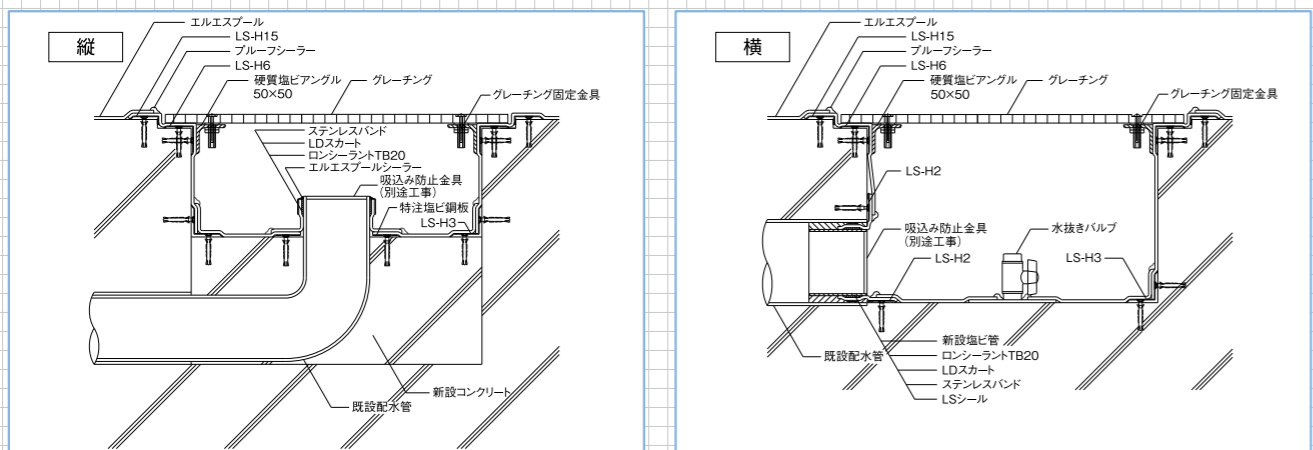 縦
エルエスプール
LS-H15
プルーフシーラー
LS-H6
硬質塩ビアングル
50×50
グレーチング
グレーチング固定金具
ステンレスバンド
LDスカート
ロンシーラントTB20
エルエスプールシーラー
吸込み防止金具
(別途工事)
特注塩ビ鋼板
LS-H3
新設コンクリート
既設配水管
横
エルエスプール
LS-H15
プルーフシーラー
LS-H6
硬質塩ビアングル
50×50
グレーチング
グレーチング固定金具
LS-H2
吸込み防止金具
(別途工事)
水抜きバルブ
LS-H2
LS-H3
新設塩ビ管
既設配水管
ロンシーラントTB20
LDスカート
ステンレスバンド
LSシール